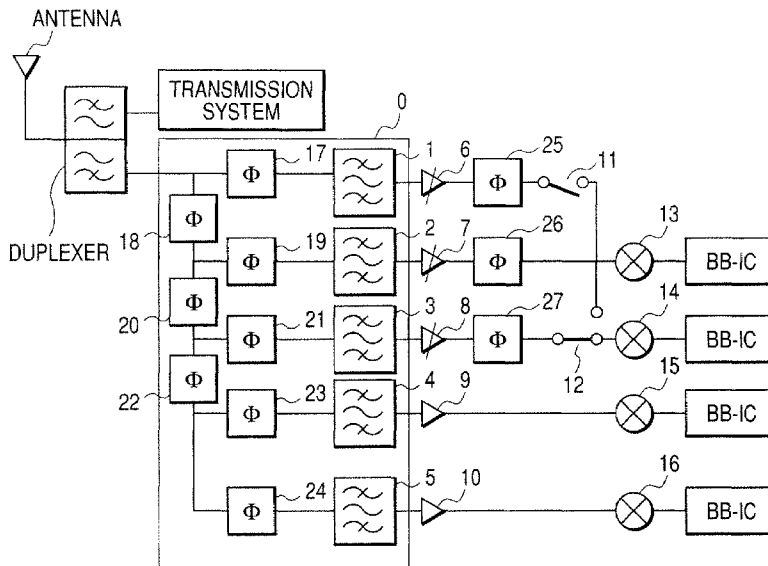 ANTENNA
TRANSMISSION
SYSTEM
0
DUPLEXER
17
Φ
1
6
25
Φ
11
18
Φ
19
Φ
2
7
26
Φ
13
BB-IC
20
Φ
21
Φ
3
8
27
Φ
12
14
BB-IC
22
Φ
23
Φ
4
9
15
BB-IC
24
Φ
5
10
16
BB-IC